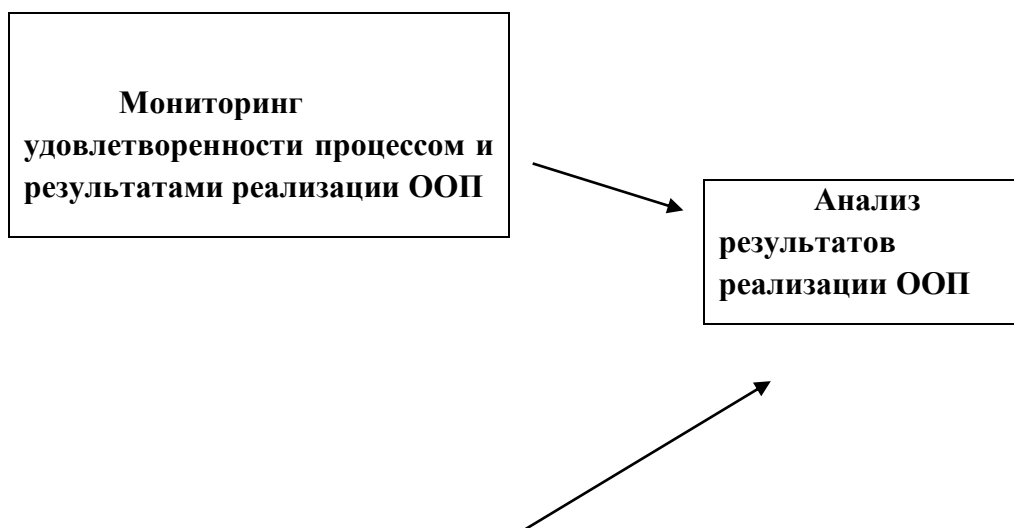 Мониторинг
удовлетворенности процессом и
результатами реализации ООП
Анализ
результатов
реализации ООП